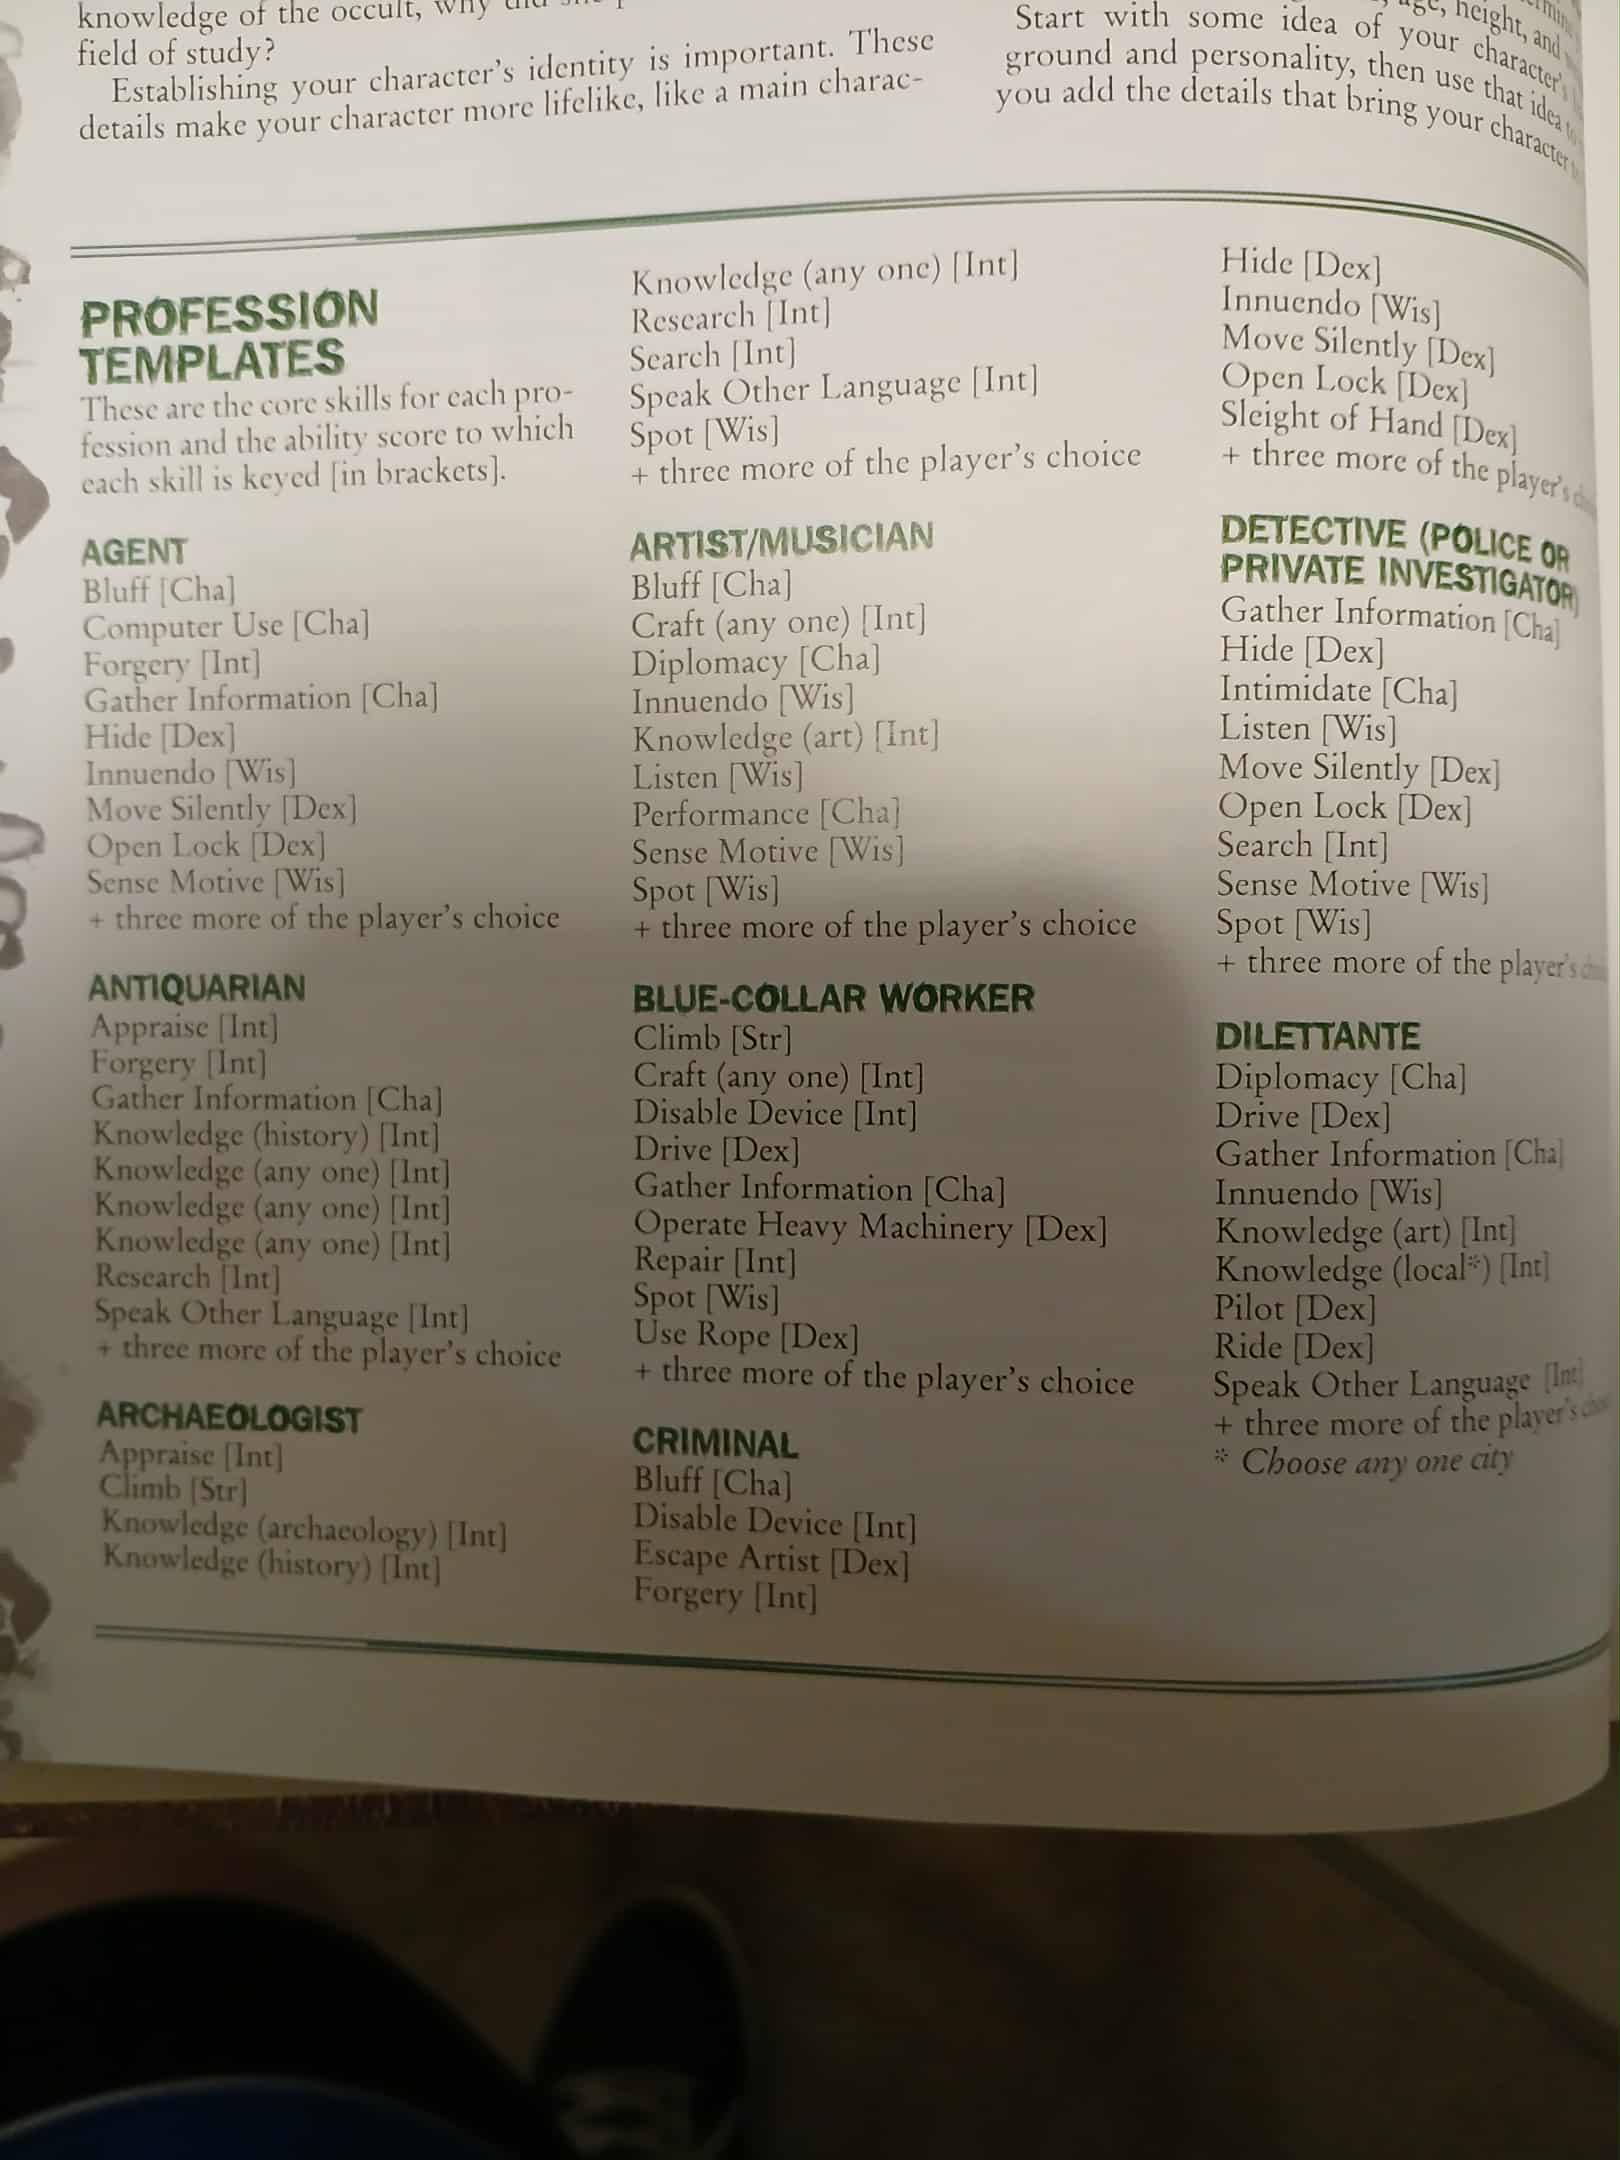 knowledge of the occult, why did she
field of study?
Establishing your character's identity is important. These
details make your character more lifelike, like a main charac-
age, height, and
Start with some idea of your character's
ground and personality, then use that idea to
you add the details that bring your character
PROFESSION
TEMPLATES
These are the core skills for each pro-
fession and the ability score to which
each skill is keyed [in brackets].
AGENT
Bluff [Cha]
Computer Use [Cha]
Forgery [Int]
Gather Information [Cha]
Hide [Dex]
Innuendo [Wis]
Move Silently [Dex]
Open Lock [Dex]
Sense Motive [Wis]
+ three more of the player's choice
ANTIQUARIAN
Appraise [Int]
Forgery [Int]
Gather Information [Cha]
Knowledge (history) [Int]
Knowledge (any one) [Int]
Knowledge (any one) [Int]
Knowledge (any one) [Int]
Research [Int]
Speak Other Language [Int]
+ three more of the player's choice
ARCHAEOLOGIST
Appraise [Int]
Climb [Str]
Knowledge (archaeology) [Int]
Knowledge (history) [Int]
Knowledge (any one) [Int]
Research [Int]
Search [Int]
Speak Other Language [Int]
Spot [Wis]
+ three more of the player's choice
ARTIST/MUSICIAN
Bluff [Cha]
Craft (any one) [Int]
Diplomacy [Cha]
Innuendo [Wis]
Knowledge (art) [Int]
Listen [Wis]
Performance [Cha]
Sense Motive [Wis]
Spot [Wis]
+ three more of the player's choice
BLUE-COLLAR WORKER
Climb [Str]
Craft (any one) [Int]
Disable Device [Int]
Drive [Dex]
Gather Information [Cha]
Operate Heavy Machinery [Dex]
Repair [Int]
Spot [Wis]
Use Rope [Dex]
+ three more of the player's choice
CRIMINAL
Bluff [Cha]
Disable Device [Int]
Escape Artist [Dex]
Forgery [Int]
Hide [Dex]
Innuendo [Wis]
Move Silently [Dex]
Open Lock [Dex]
Sleight of Hand [Dex]
+ three more of the player's
DETECTIVE (POLICE OR
PRIVATE INVESTIGATOR)
Gather Information [Cha]
Hide [Dex]
Intimidate [Cha]
Listen [Wis]
Move Silently [Dex]
Open Lock [Dex]
Search [Int]
Sense Motive [Wis]
Spot [Wis]
+ three more of the player's
DILETTANTE
Diplomacy [Cha]
Drive [Dex]
Gather Information [Cha]
Innuendo [Wis]
Knowledge (art) [Int]
Knowledge (local*) [Int]
Pilot [Dex]
Ride [Dex]
Speak Other Language [Int]
+ three more of the player's
* Choose any one city